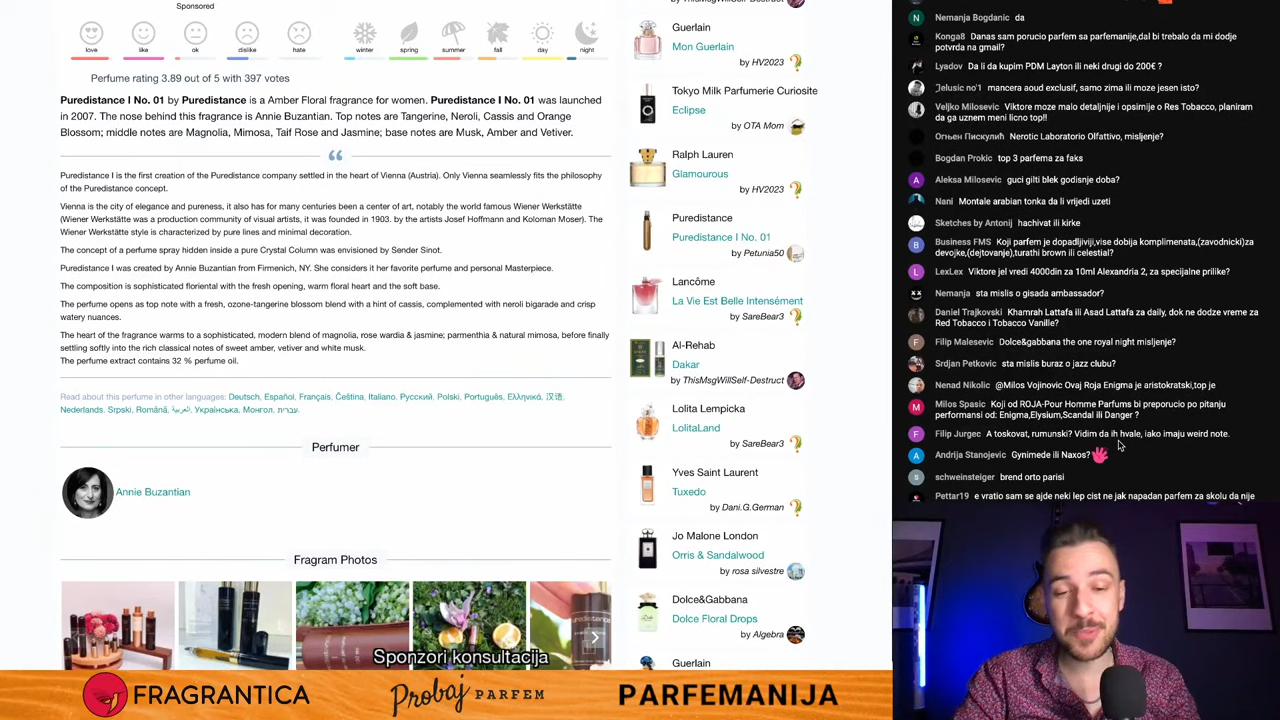 Sponsored
love like ok dislike hate winter spring summer fall day night
Perfume rating 3.89 out of 5 with 397 votes
Puredistance I No. 01 by Puredistance is a Amber Floral fragrance for women. Puredistance I No. 01 was launched
in 2007. The nose behind this fragrance is Annie Buzantian. Top notes are Tangerine, Neroli, Cassis and Orange
Blossom; middle notes are Magnolia, Mimosa, Taif Rose and Jasmine; base notes are Musk, Amber and Vetiver.
Puredistance I is the first creation of the Puredistance company settled in the heart of Vienna (Austria). Only Vienna seamlessly fits the philosophy
of the Puredistance concept.
Vienna is the city of elegance and pureness, it also has for many centuries been a center of art, notably the world famous Wiener Werkstätte
(Wiener Werkstätte was a production community of visual artists, it was founded in 1903. by the artists Josef Hoffmann and Koloman Moser). The
Wiener Werkstätte style is characterized by pure lines and minimal decoration.
The concept of a perfume spray hidden inside a pure Crystal Column was envisioned by Sender Sinot.
Puredistance I was created by Annie Buzantian from Firmenich, NY. She considers it her favorite perfume and personal Masterpiece.
The composition is sophisticated floriental with the fresh opening, warm floral heart and the soft base.
The perfume opens as top note with a fresh, ozone-tangerine blossom blend with a hint of cassis, complemented with neroli bigarade and crisp
watery nuances.
The heart of the fragrance warms to a sophisticated, modern blend of magnolia, rose wardia & jasmine; parmenthia & natural mimosa, before finally
settling softly into the rich classical notes of sweet amber, vetiver and white musk.
The perfume extract contains 32 % perfume oil.
Read about this perfume in other languages: Deutsch, Español, Français, Čeština, Italiano, Русский, Polski, Português, Ελληνικά, 汉语,
Nederlands, Srpski, Română, العربية, Українська, Монгол, עברית.
Perfumer
Annie Buzantian
Fragram Photos
Sponzori konsultacija
FRAGRANTICA
Probaj PARFEM
PARFEMANIJA
by ThisMsgWillSelf-Destruct
Guerlain
Mon Guerlain
by HV2023
Tokyo Milk Parfumerie Curiosite
Eclipse
by OTA Mom
Ralph Lauren
Glamourous
by HV2023
Puredistance
Puredistance I No. 01
by Petunia50
Lancôme
La Vie Est Belle Intensément
by SareBear3
Al-Rehab
Dakar
by ThisMsgWillSelf-Destruct
Lolita Lempicka
LolitaLand
by SareBear3
Yves Saint Laurent
Tuxedo
by Dani.G.German
Jo Malone London
Orris & Sandalwood
by rosa silvestre
Dolce&Gabbana
Dolce Floral Drops
by Algebra
Guerlain
Nemanja Bogdanic da
Konga8 Danas sam porucio parfem sa parfemanije,dal bi trebalo da mi dodje
potvrda na gmail?
Lyadov Da li da kupim PDM Layton ili neki drugi do 200€ ?
Jelusic no'1 mancera aoud exclusif, samo zima ili moze jesen isto?
Veljko Milosevic Viktore moze malo detaljnije i opsirnije o Res Tobacco, planiram
da ga uznem meni licno top!!
Огњен Пискулић Nerotic Laboratorio Olfattivo, misljenje?
Bogdan Prokic top 3 parfema za faks
Aleksa Milosevic guci gilti blek godisnje doba?
Nani Montale arabian tonka da li vrijedi uzeti
Sketches by Antonij hachivat ili kirke
Business FMS Koji parfem je dopadljiviji,vise dobija komplimenata,(zavodnicki)za
devojke,(dejtovanje),turathi brown ili celestial?
LexLex Viktore jel vredi 4000din za 10ml Alexandria 2, za specijalne prilike?
Nemanja sta mislis o gisada ambassador?
Daniel Trajkovski Khamrah Lattafa ili Asad Lattafa za daily, dok ne dodze vreme za
Red Tobacco i Tobacco Vanille?
Filip Malesevic Dolce&gabbana the one royal night misljenje?
Srdjan Petkovic sta mislis buraz o jazz clubu?
Nenad Nikolic @Milos Vojinovic Ovaj Roja Enigma je aristokratski,top je
Milos Spasic Koji od ROJA-Pour Homme Parfums bi preporucio po pitanju
performansi od: Enigma,Elysium,Scandal ili Danger ?
Filip Jurgec A toskovat, rumunski? Vidim da ih hvale, iako imaju weird note.
Andrija Stanojevic Gynimede ili Naxos?
schweinsteiger brend orto parisi
Pettar19 e vratio sam se ajde neki lep cist ne jak napadan parfem za skolu da nije